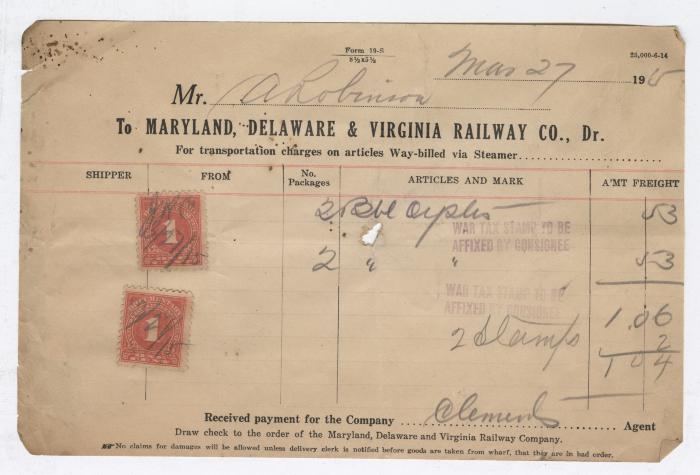 Form 19-S
8½x5½
25,000-6-14
Mar 27 1915
Mr. A Robinson
To MARYLAND, DELAWARE & VIRGINIA RAILWAY CO., Dr.
For transportation charges on articles Way-billed via Steamer
SHIPPER FROM No. Packages ARTICLES AND MARK A'MT FREIGHT
2 Bbl 53
WAR TAX STAMP TO BE
AFFIXED BY CONSIGNEE
2 " " 53
WAR TAX STAMP TO BE
AFFIXED BY CONSIGNEE
1.06
2 Stamps 2
1 04
1
1
Received payment for the Company Clements Agent
Draw check to the order of the Maryland, Delaware and Virginia Railway Company.
No claims for damages will be allowed unless delivery clerk is notified before goods are taken from wharf, that they are in bad order.